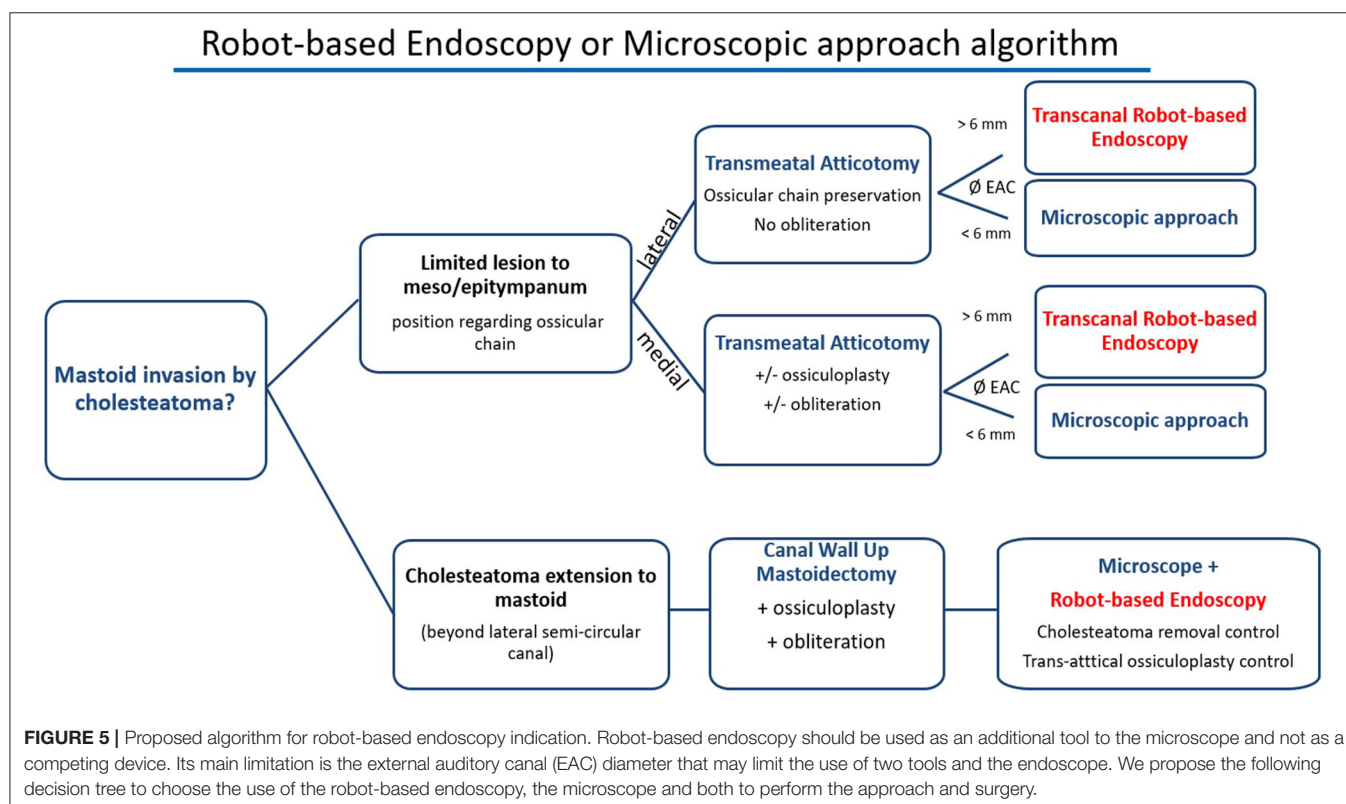 Robot-based Endoscopy or Microscopic approach algorithm
Mastoid invasion by
cholesteatoma?
Limited lesion to
meso/epitympanum
position regarding ossicular
chain
lateral
medial
Transmeatal Atticotomy
Ossicular chain preservation
No obliteration
> 6 mm
Ø EAC
< 6 mm
Transcanal Robot-based
Endoscopy
Microscopic approach
Transmeatal Atticotomy
+/- ossiculoplasty
+/- obliteration
> 6 mm
Ø EAC
< 6 mm
Transcanal Robot-based
Endoscopy
Microscopic approach
Cholesteatoma extension to
mastoid
(beyond lateral semi-circular
canal)
Canal Wall Up
Mastoidectomy
+ ossiculoplasty
+ obliteration
Microscope +
Robot-based Endoscopy
Cholesteatoma removal control
Trans-atttical ossiculoplasty control
FIGURE 5 | Proposed algorithm for robot-based endoscopy indication. Robot-based endoscopy should be used as an additional tool to the microscope and not as a
competing device. Its main limitation is the external auditory canal (EAC) diameter that may limit the use of two tools and the endoscope. We propose the following
decision tree to choose the use of the robot-based endoscopy, the microscope and both to perform the approach and surgery.